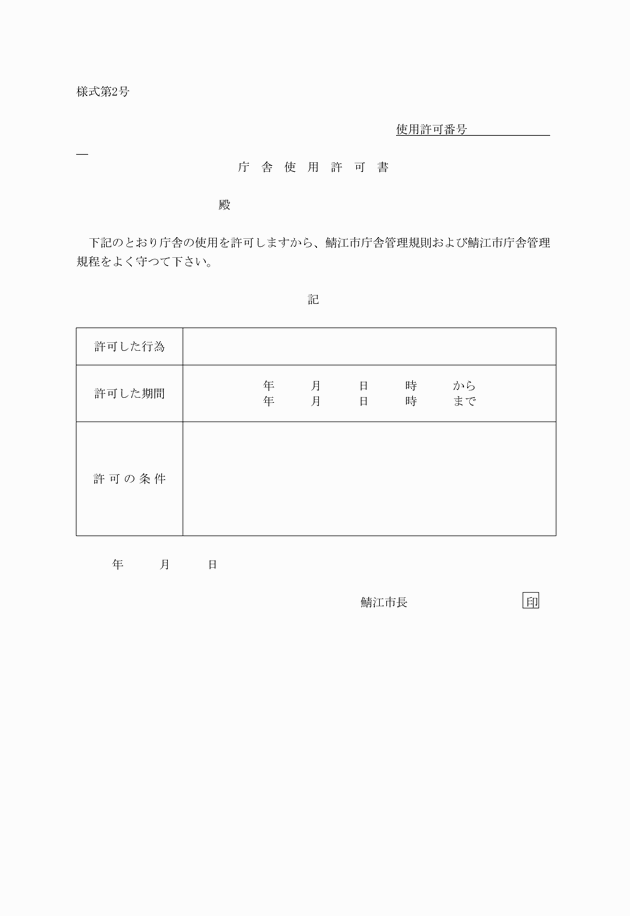 様式第2号
使用許可番号
庁 舎 使 用 許 可 書
殿
下記のとおり庁舎の使用を許可しますから、鯖江市庁舎管理規則および鯖江市庁舎管理
規程をよく守つて下さい。
記
許可した行為
許可した期間
年 月 日 時 から
年 月 日 時 まで
許 可 の 条 件
年 月 日
鯖江市長 印